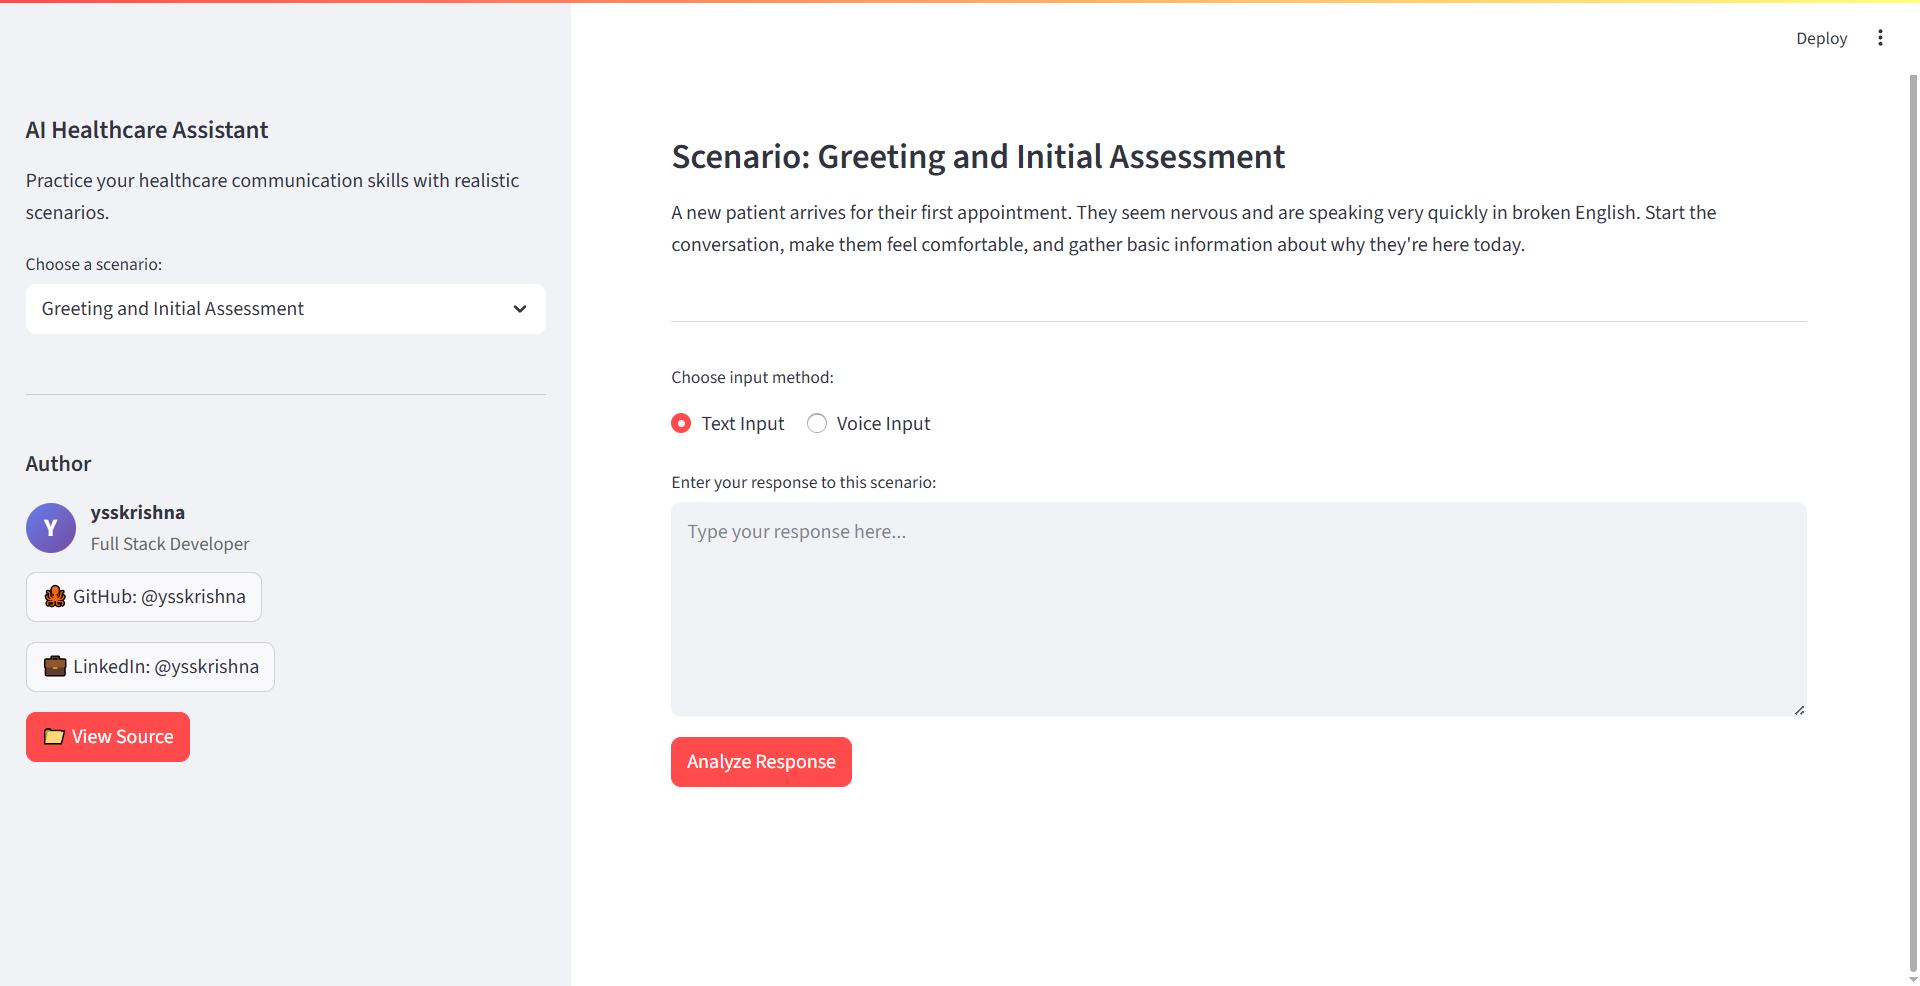 Deploy
AI Healthcare Assistant
Practice your healthcare communication skills with realistic
scenarios.
Choose a scenario:
Greeting and Initial Assessment
Author
Y
ysskrishna
Full Stack Developer
GitHub: @ysskrishna
LinkedIn: @ysskrishna
View Source
Scenario: Greeting and Initial Assessment
A new patient arrives for their first appointment. They seem nervous and are speaking very quickly in broken English. Start the
conversation, make them feel comfortable, and gather basic information about why they're here today.
Choose input method:
Text Input
Voice Input
Enter your response to this scenario:
Type your response here...
Analyze Response